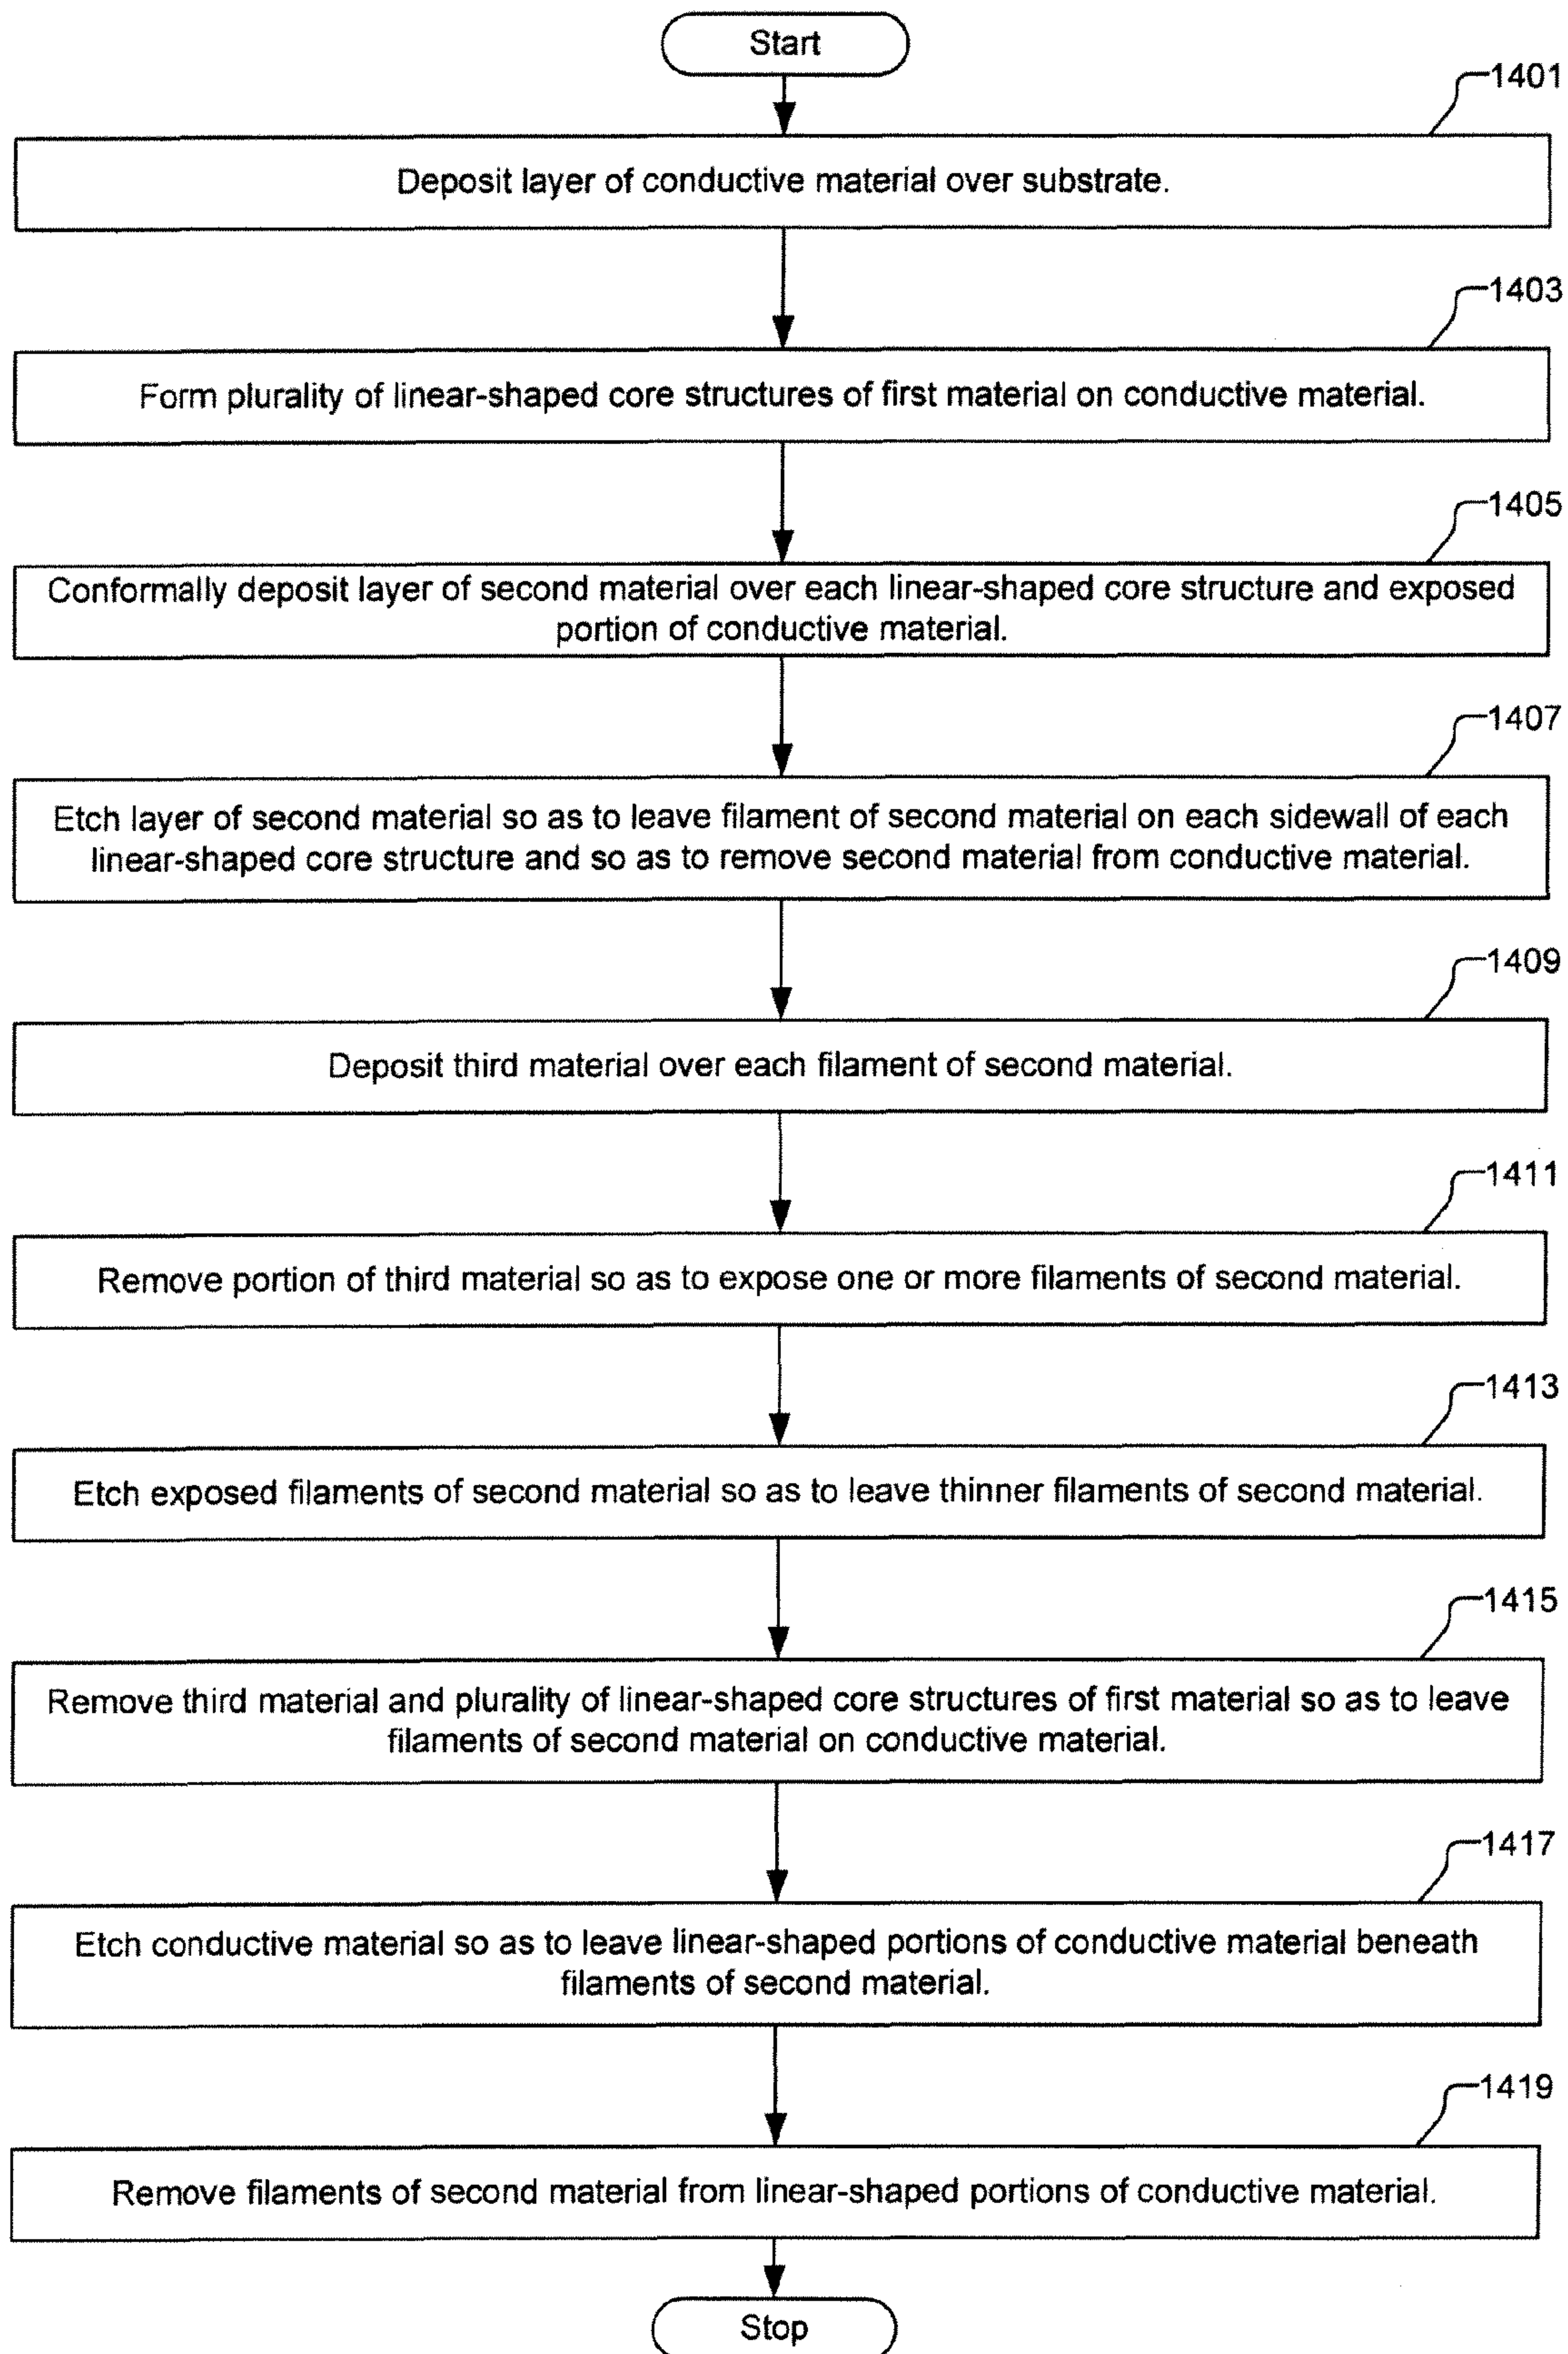 Start
1401
Deposit layer of conductive material over substrate.
1403
Form plurality of linear-shaped core structures of first material on conductive material.
1405
Conformally deposit layer of second material over each linear-shaped core structure and exposed
portion of conductive material.
1407
Etch layer of second material so as to leave filament of second material on each sidewall of each
linear-shaped core structure and so as to remove second material from conductive material.
1409
Deposit third material over each filament of second material.
1411
Remove portion of third material so as to expose one or more filaments of second material.
1413
Etch exposed filaments of second material so as to leave thinner filaments of second material.
1415
Remove third material and plurality of linear-shaped core structures of first material so as to leave
filaments of second material on conductive material.
1417
Etch conductive material so as to leave linear-shaped portions of conductive material beneath
filaments of second material.
1419
Remove filaments of second material from linear-shaped portions of conductive material.
Stop